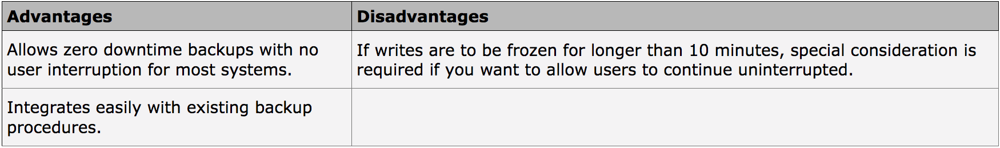 Advantages
Disadvantages
Allows zero downtime backups with no
user interruption for most systems.
If writes are to be frozen for longer than 10 minutes, special consideration is
required if you want to allow users to continue uninterrupted.
Integrates easily with existing backup
procedures.